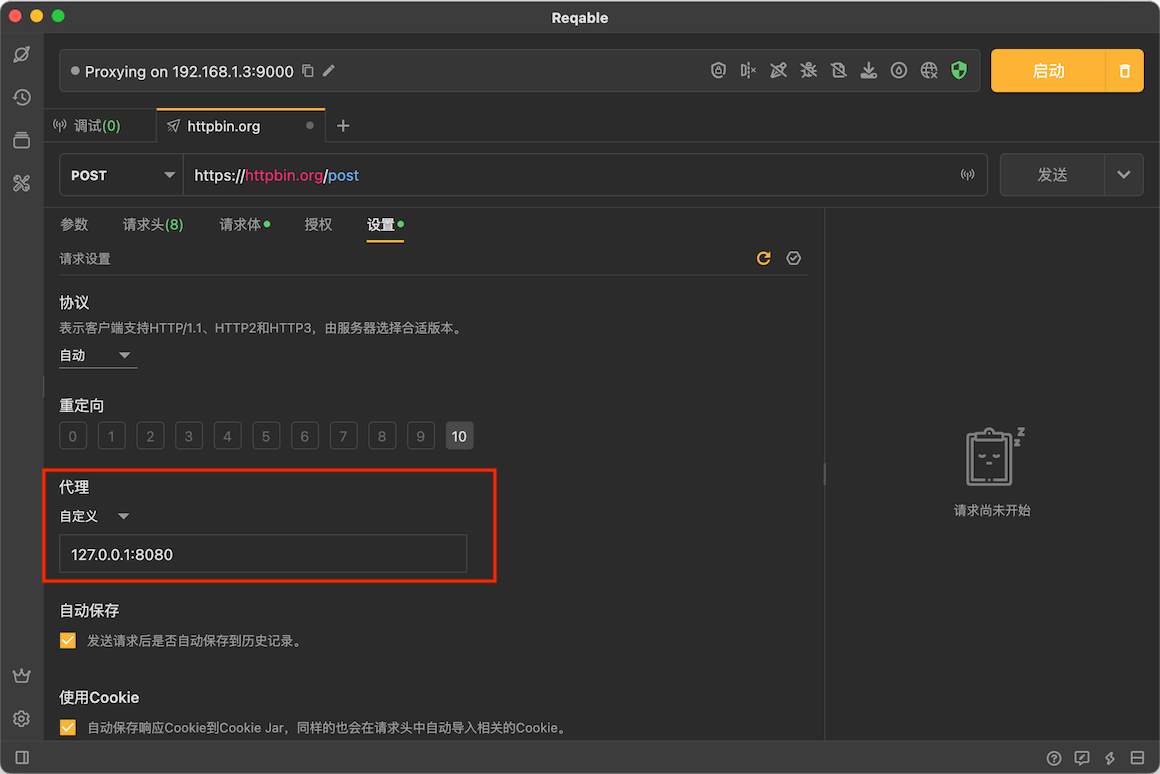 Reqable
Proxying on 192.168.1.3:9000
启动
调试(0)
httpbin.org
POST
https://httpbin.org/post
发送
参数 请求头(8) 请求体 授权 设置
请求设置
协议
表示客户端支持HTTP/1.1、HTTP2和HTTP3，由服务器选择合适版本。
自动
重定向
0 1 2 3 4 5 6 7 8 9 10
代理
自定义
127.0.0.1:8080
自动保存
发送请求后是否自动保存到历史记录。
使用Cookie
自动保存响应Cookie到Cookie Jar，同样的也会在请求头中自动导入相关的Cookie。
z
z
请求尚未开始